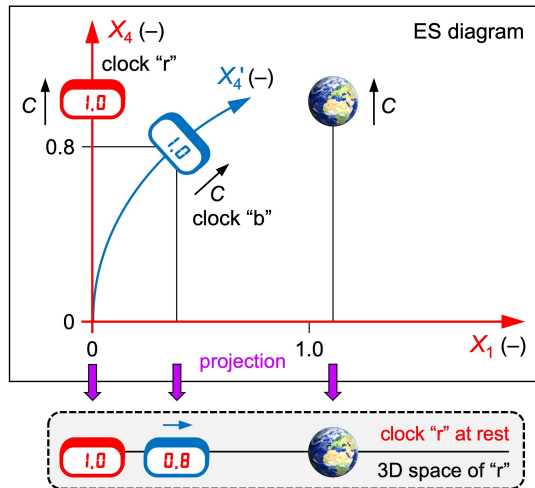 X₄ (–)
ES diagram
clock “r”
X₄' (–)
C
1.0
C
1.0
0.8
C
clock “b”
0
0
1.0
X₁ (–)
projection
clock “r” at rest
1.0
0.8
3D space of “r”